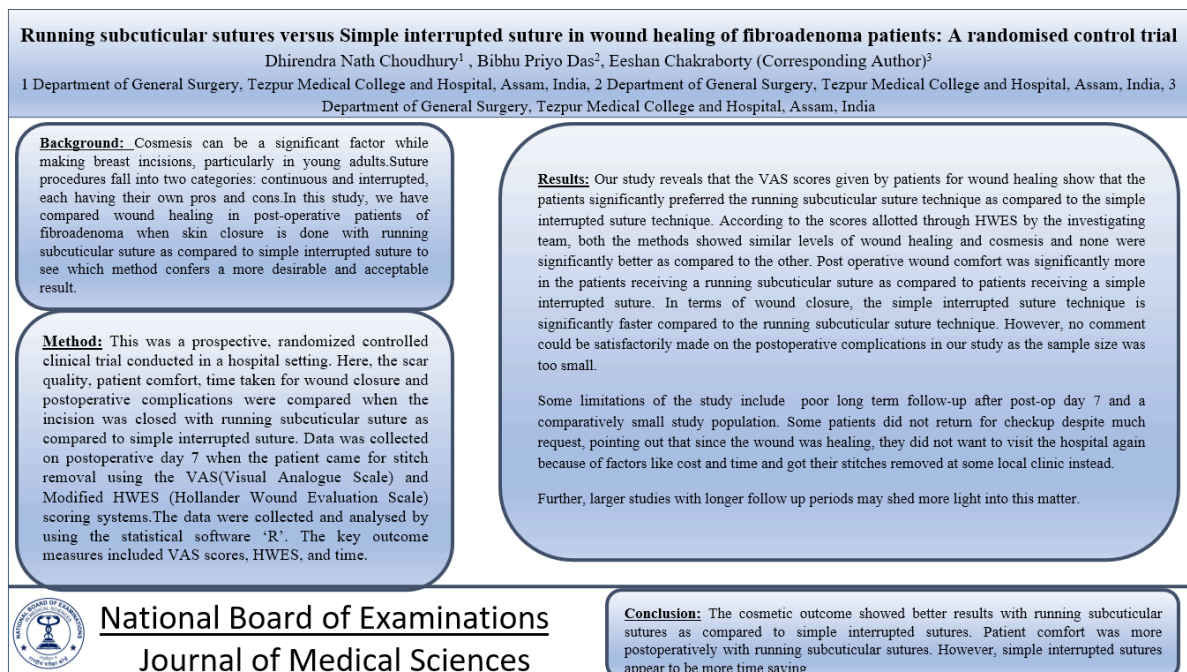 Running subcuticular sutures versus Simple interrupted suture in wound healing of fibroadenoma patients: A randomised control trial
Dhirendra Nath Choudhury1 , Bibhu Priyo Das2, Eeshan Chakraborty (Corresponding Author)3
1 Department of General Surgery, Tezpur Medical College and Hospital, Assam, India, 2 Department of General Surgery, Tezpur Medical College and Hospital, Assam, India, 3
Department of General Surgery, Tezpur Medical College and Hospital, Assam, India
Background: Cosmesis can be a significant factor while
making breast incisions, particularly in young adults.Suture
procedures fall into two categories: continuous and interrupted,
each having their own pros and cons.In this study, we have
compared wound healing in post-operative patients of
fibroadenoma when skin closure is done with running
subcuticular suture as compared to simple interrupted suture to
see which method confers a more desirable and acceptable
result.
Method: This was a prospective, randomized controlled
clinical trial conducted in a hospital setting. Here, the scar
quality, patient comfort, time taken for wound closure and
postoperative complications were compared when the
incision was closed with running subcuticular suture as
compared to simple interrupted suture. Data was collected
on postoperative day 7 when the patient came for stitch
removal using the VAS(Visual Analogue Scale) and
Modified HWES (Hollander Wound Evaluation Scale)
scoring systems.The data were collected and analysed by
using the statistical software ‘R’. The key outcome
measures included VAS scores, HWES, and time.
Results: Our study reveals that the VAS scores given by patients for wound healing show that the
patients significantly preferred the running subcuticular suture technique as compared to the simple
interrupted suture technique. According to the scores allotted through HWES by the investigating
team, both the methods showed similar levels of wound healing and cosmesis and none were
significantly better as compared to the other. Post operative wound comfort was significantly more
in the patients receiving a running subcuticular suture as compared to patients receiving a simple
interrupted suture. In terms of wound closure, the simple interrupted suture technique is
significantly faster compared to the running subcuticular suture technique. However, no comment
could be satisfactorily made on the postoperative complications in our study as the sample size was
too small.
Some limitations of the study include poor long term follow-up after post-op day 7 and a
comparatively small study population. Some patients did not return for checkup despite much
request, pointing out that since the wound was healing, they did not want to visit the hospital again
because of factors like cost and time and got their stitches removed at some local clinic instead.
Further, larger studies with longer follow up periods may shed more light into this matter.
National Board of Examinations
Journal of Medical Sciences
Conclusion: The cosmetic outcome showed better results with running subcuticular
sutures as compared to simple interrupted sutures. Patient comfort was more
postoperatively with running subcuticular sutures. However, simple interrupted sutures
appear to be more time saving